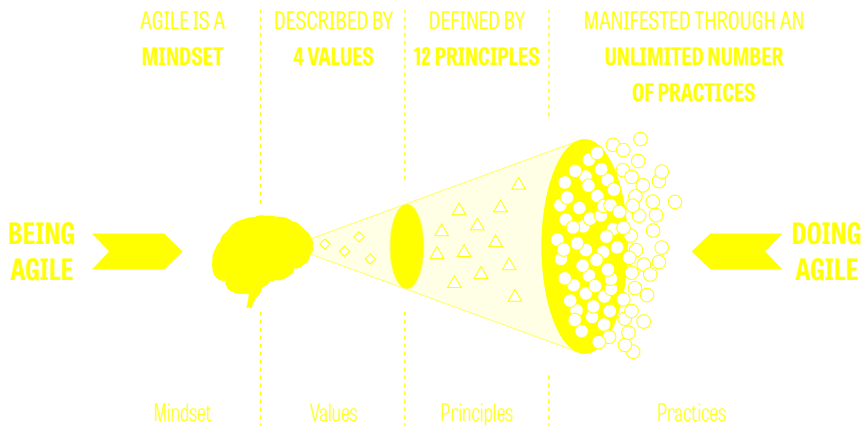 AGILE IS A
MINDSET
DESCRIBED BY
4 VALUES
DEFINED BY
12 PRINCIPLES
MANIFESTED THROUGH AN
UNLIMITED NUMBER
OF PRACTICES
BEING
AGILE
DOING
AGILE
Mindset
Values
Principles
Practices